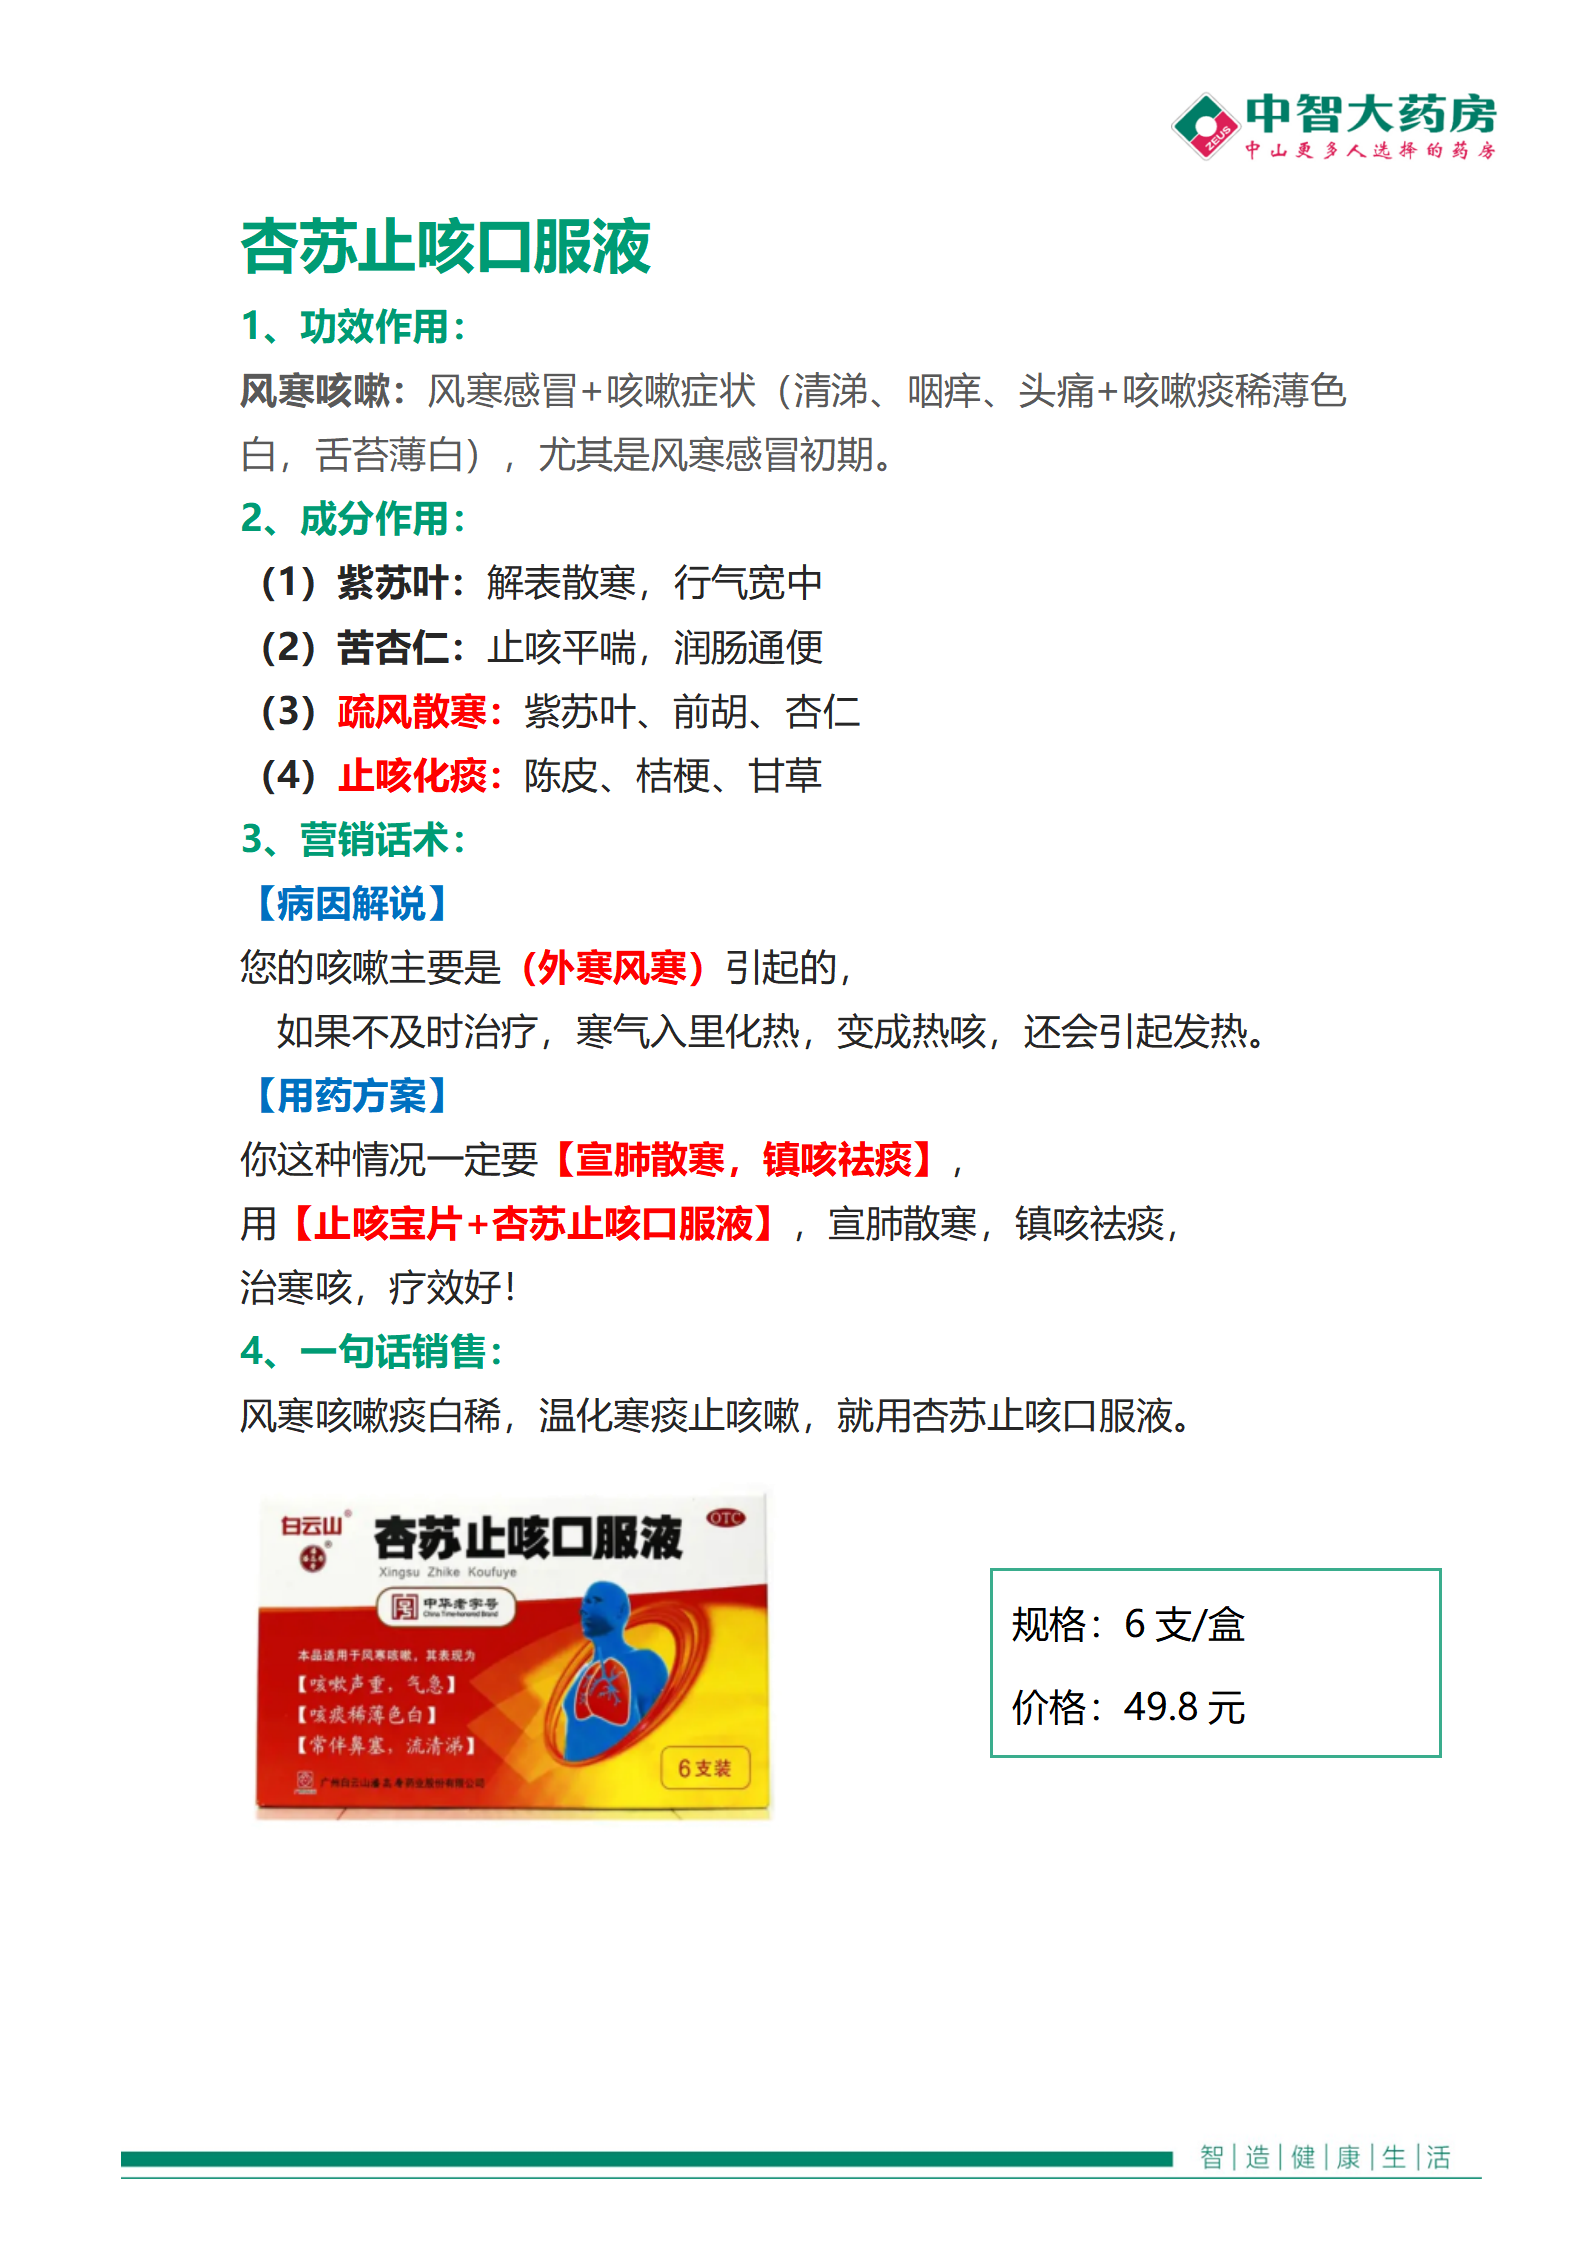 中智大药房
ZEUS
中山更多人选择的药房
杏苏止咳口服液
1、功效作用：
风寒咳嗽：风寒感冒+咳嗽症状（清涕、咽痒、头痛+咳嗽痰稀薄色
白，舌苔薄白），尤其是风寒感冒初期。
2、成分作用：
（1）紫苏叶：解表散寒，行气宽中
（2）苦杏仁：止咳平喘，润肠通便
（3）疏风散寒：紫苏叶、前胡、杏仁
（4）止咳化痰：陈皮、桔梗、甘草
3、营销话术：
【病因解说】
您的咳嗽主要是（外寒风寒）引起的，
如果不及时治疗，寒气入里化热，变成热咳，还会引起发热。
【用药方案】
你这种情况一定要【宣肺散寒，镇咳祛痰】，
用【止咳宝片+杏苏止咳口服液】，宣肺散寒，镇咳祛痰，
治寒咳，疗效好！
4、一句话销售：
风寒咳嗽痰白稀，温化寒痰止咳嗽，就用杏苏止咳口服液。
白云山®
杏苏止咳口服液
OTC
Xingsu Zhike Koufuye
中华老字号
China Time-honored Brand
本品适用于风寒咳嗽，其表现为
【咳嗽声重，气急】
【咳痰稀薄色白】
【常伴鼻塞，流清涕】
6支装
广州白云山潘高寿药业股份有限公司
规格：6 支/盒
价格：49.8 元
智|造|健|康|生|活